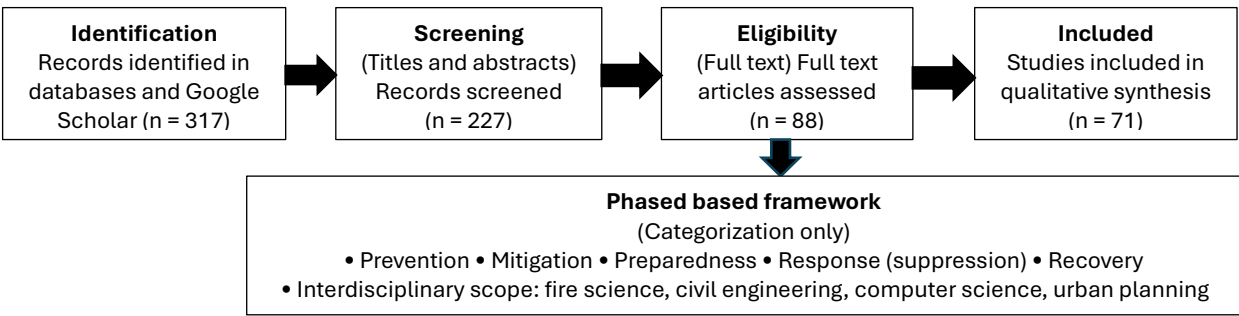 Identification
Records identified in
databases and Google
Scholar (n = 317)
Screening
(Titles and abstracts)
Records screened
(n = 227)
Eligibility
(Full text) Full text
articles assessed
(n = 88)
Included
Studies included in
qualitative synthesis
(n = 71)
Phased based framework
(Categorization only)
• Prevention • Mitigation • Preparedness • Response (suppression) • Recovery
• Interdisciplinary scope: fire science, civil engineering, computer science, urban planning